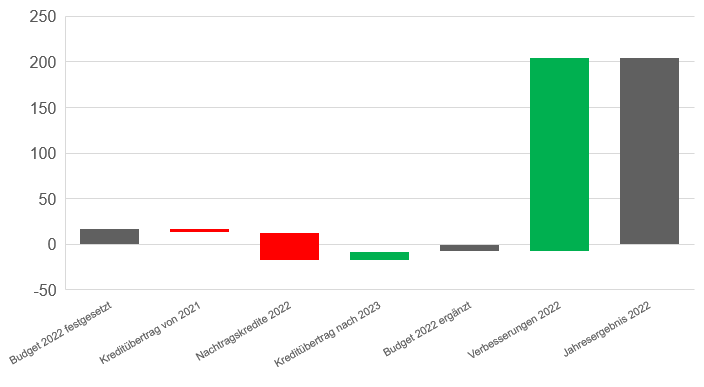 250
200
150
100
50
0
-50
Budget 2022 festgesetzt
Kreditübertrag von 2021
Nachtragskredite 2022
Kreditübertrag nach 2023
Budget 2022 ergänzt
Verbesserungen 2022
Jahresergebnis 2022